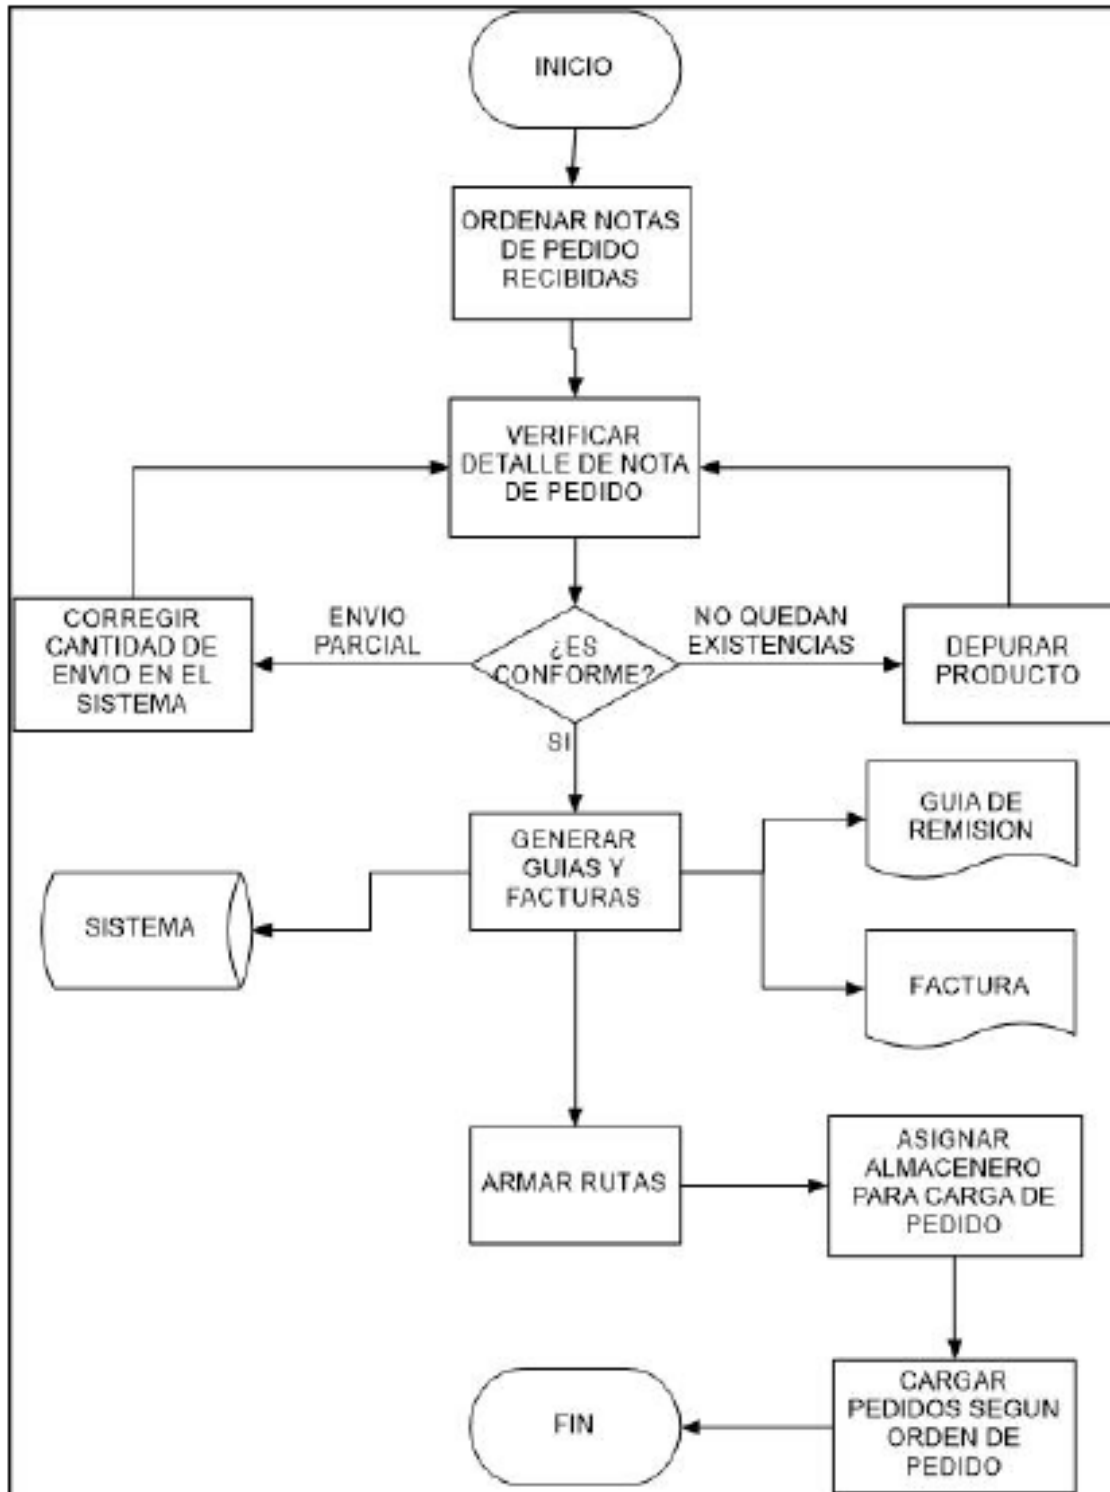 INICIO
ORDENAR NOTAS
DE PEDIDO
RECIBIDAS
VERIFICAR
DETALLE DE NOTA
DE PEDIDO
CORREGIR
CANTIDAD DE
ENVIO EN EL
SISTEMA
ENVIO
PARCIAL
¿ES
CONFORME?
NO QUEDAN
EXISTENCIAS
DEPURAR
PRODUCTO
SI
GENERAR
GUIAS Y
FACTURAS
GUIA DE
REMISION
SISTEMA
FACTURA
ARMAR RUTAS
ASIGNAR
ALMACENERO
PARA CARGA DE
PEDIDO
CARGAR
PEDIDOS SEGUN
ORDEN DE
PEDIDO
FIN